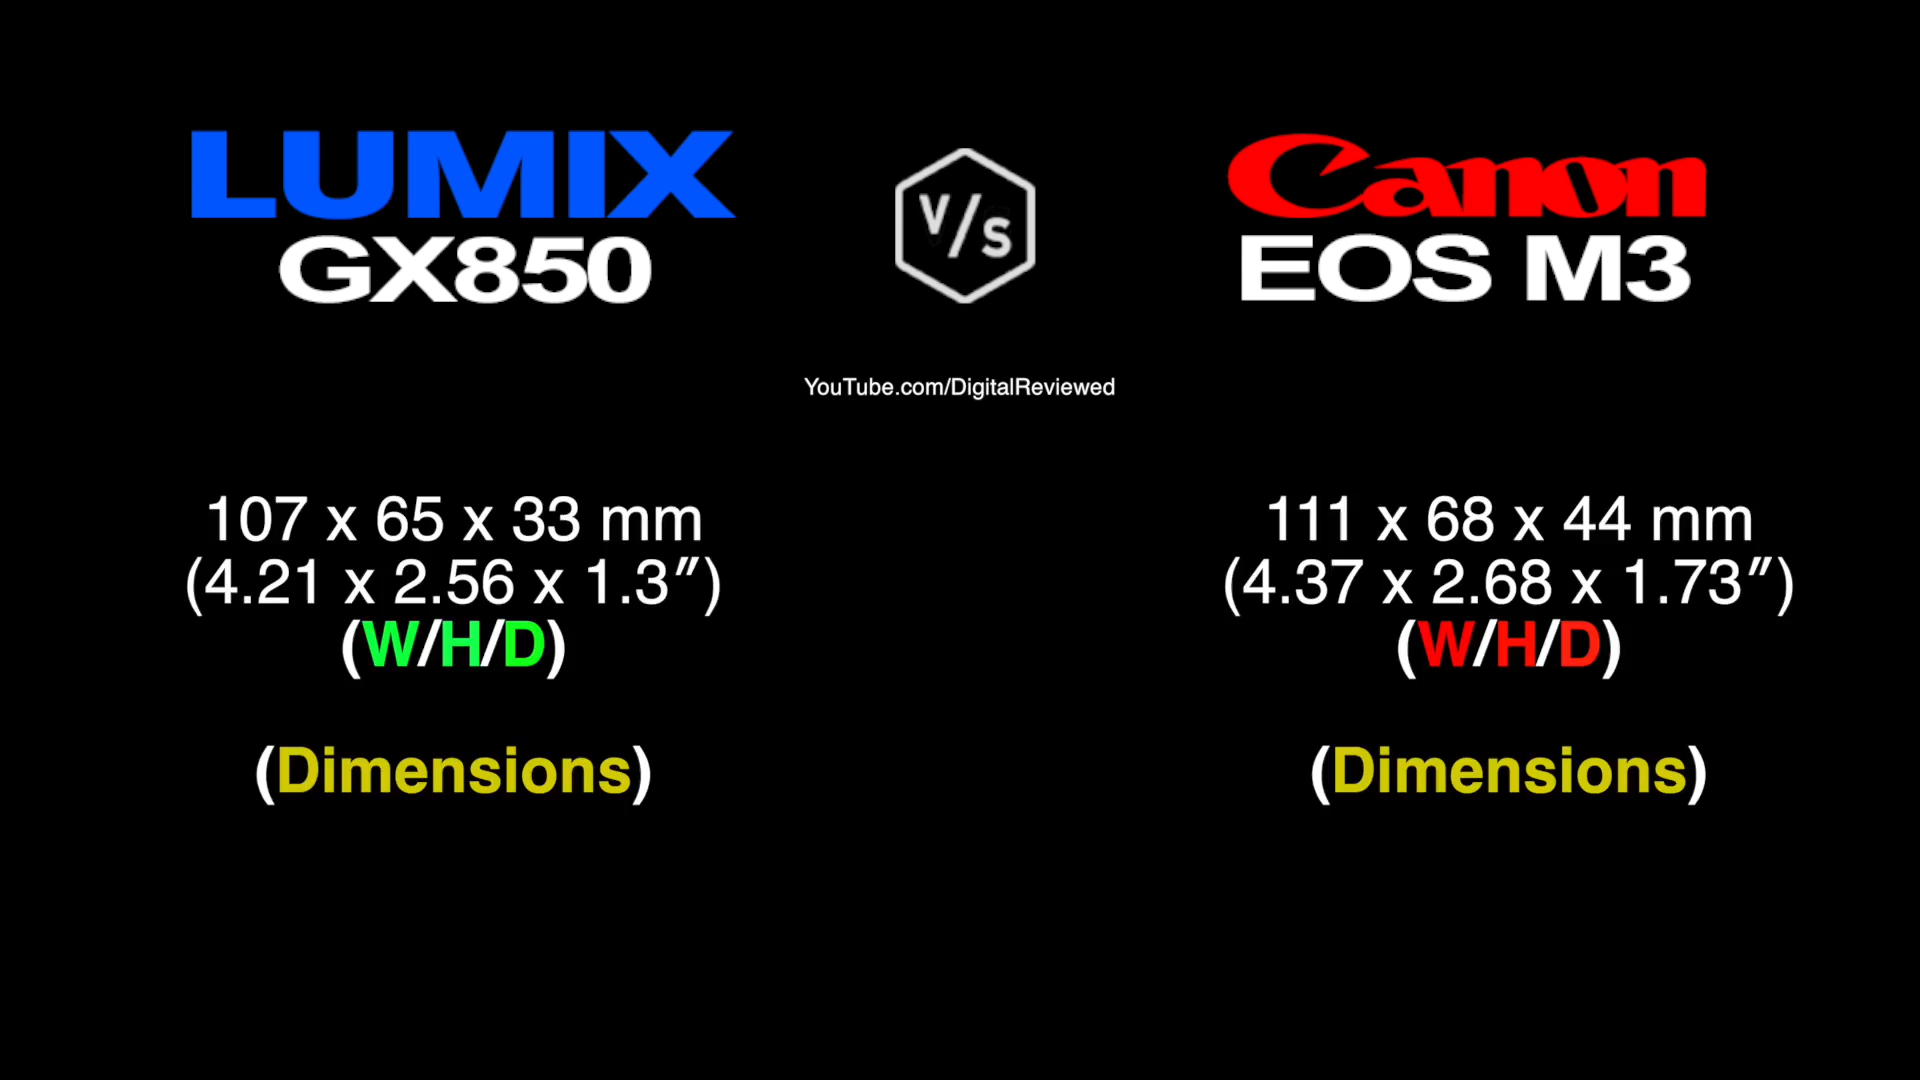 LUMIX
GX850
V/S
Canon
EOS M3
YouTube.com/DigitalReviewed
107 x 65 x 33 mm
(4.21 x 2.56 x 1.3″)
(W/H/D)
(Dimensions)
111 x 68 x 44 mm
(4.37 x 2.68 x 1.73″)
(W/H/D)
(Dimensions)